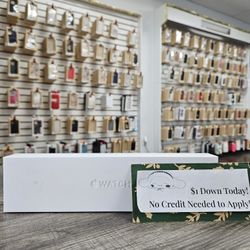 WATCH
$1 Down Today!
No Credit Needed to Apply!